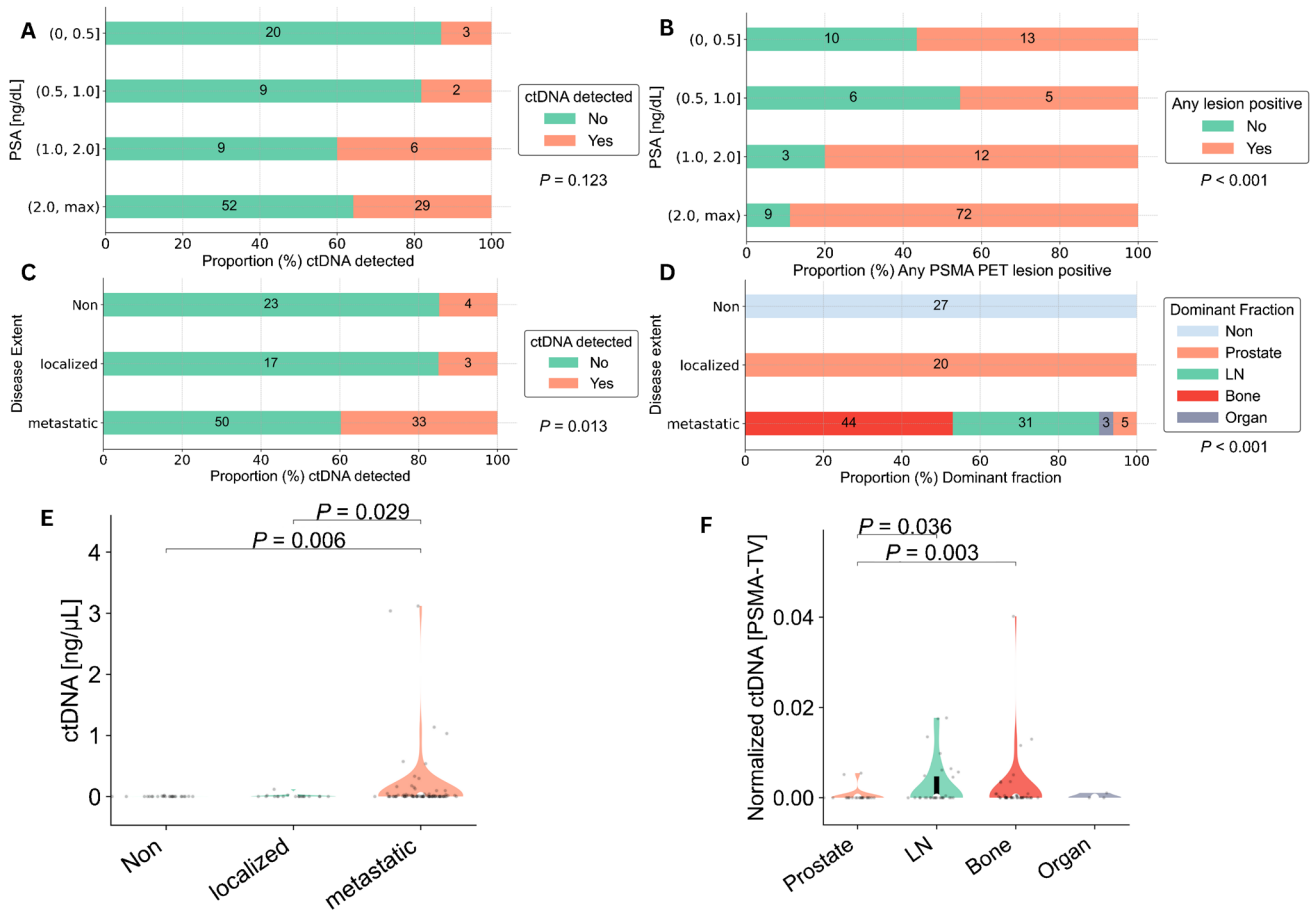 A
(0, 0.5]
20
3
(0.5, 1.0]
9
2
(1.0, 2.0]
9
6
(2.0, max)
52
29
PSA [ng/dL]
0
20
40
60
80
100
Proportion (%) ctDNA detected
ctDNA detected
No
Yes
P = 0.123
B
(0, 0.5]
10
13
(0.5, 1.0]
6
5
(1.0, 2.0]
3
12
(2.0, max)
9
72
PSA [ng/dL]
0
20
40
60
80
100
Proportion (%) Any PSMA PET lesion positive
Any lesion positive
No
Yes
P < 0.001
C
Non
23
4
localized
17
3
metastatic
50
33
Disease Extent
0
20
40
60
80
100
Proportion (%) ctDNA detected
ctDNA detected
No
Yes
P = 0.013
D
Non
27
localized
20
metastatic
44
31
3
5
Disease extent
0
20
40
60
80
100
Proportion (%) Dominant fraction
Dominant Fraction
Non
Prostate
LN
Bone
Organ
P < 0.001
E
P = 0.029
P = 0.006
ctDNA [ng/μL]
4
3
2
1
0
Non
localized
metastatic
F
P = 0.036
P = 0.003
Normalized ctDNA [PSMA-TV]
0.04
0.02
0.00
Prostate
LN
Bone
Organ